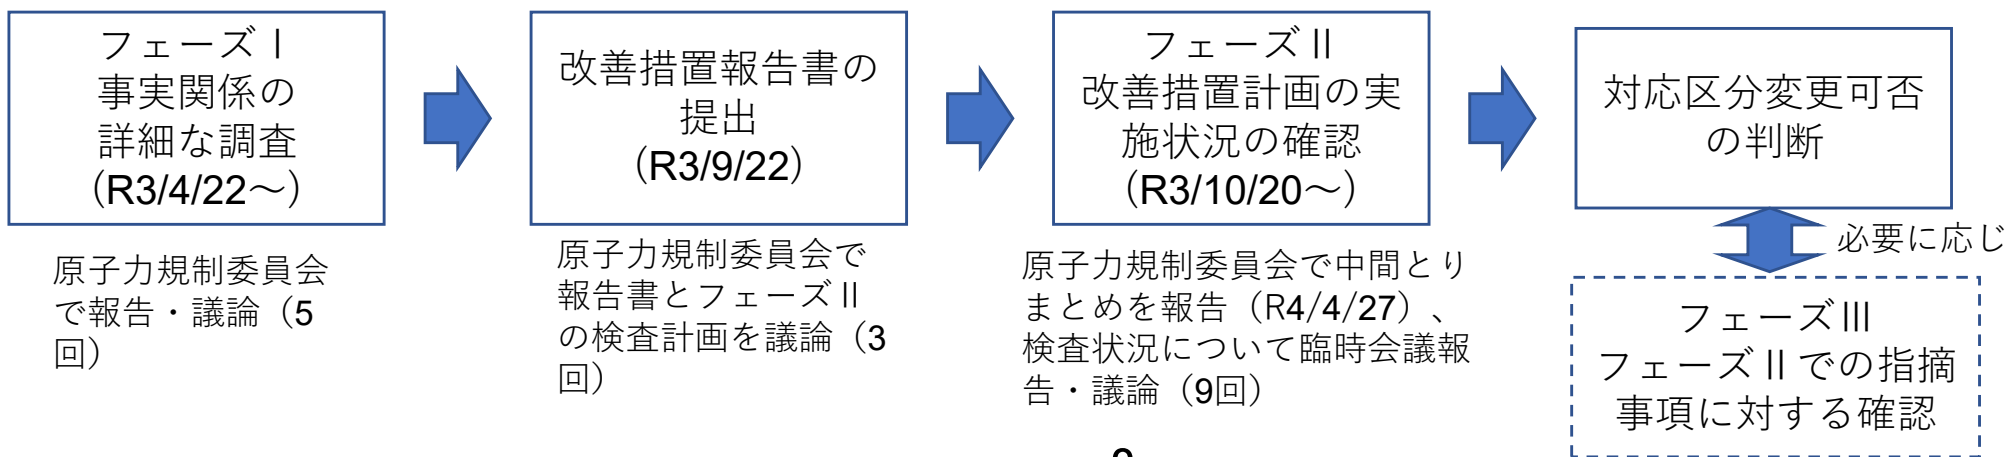 フェーズⅠ
事実関係の
詳細な調査
（R3/4/22～）
原子力規制委員会
で報告・議論（5
回）
改善措置報告書の
提出
（R3/9/22）
原子力規制委員会で
報告書とフェーズⅡ
の検査計画を議論（3
回）
フェーズⅡ
改善措置計画の実
施状況の確認
（R3/10/20～）
原子力規制委員会で中間とり
まとめを報告（R4/4/27）、
検査状況について臨時会議報
告・議論（9回）
対応区分変更可否
の判断
必要に応じ
フェーズⅢ
フェーズⅡでの指摘
事項に対する確認